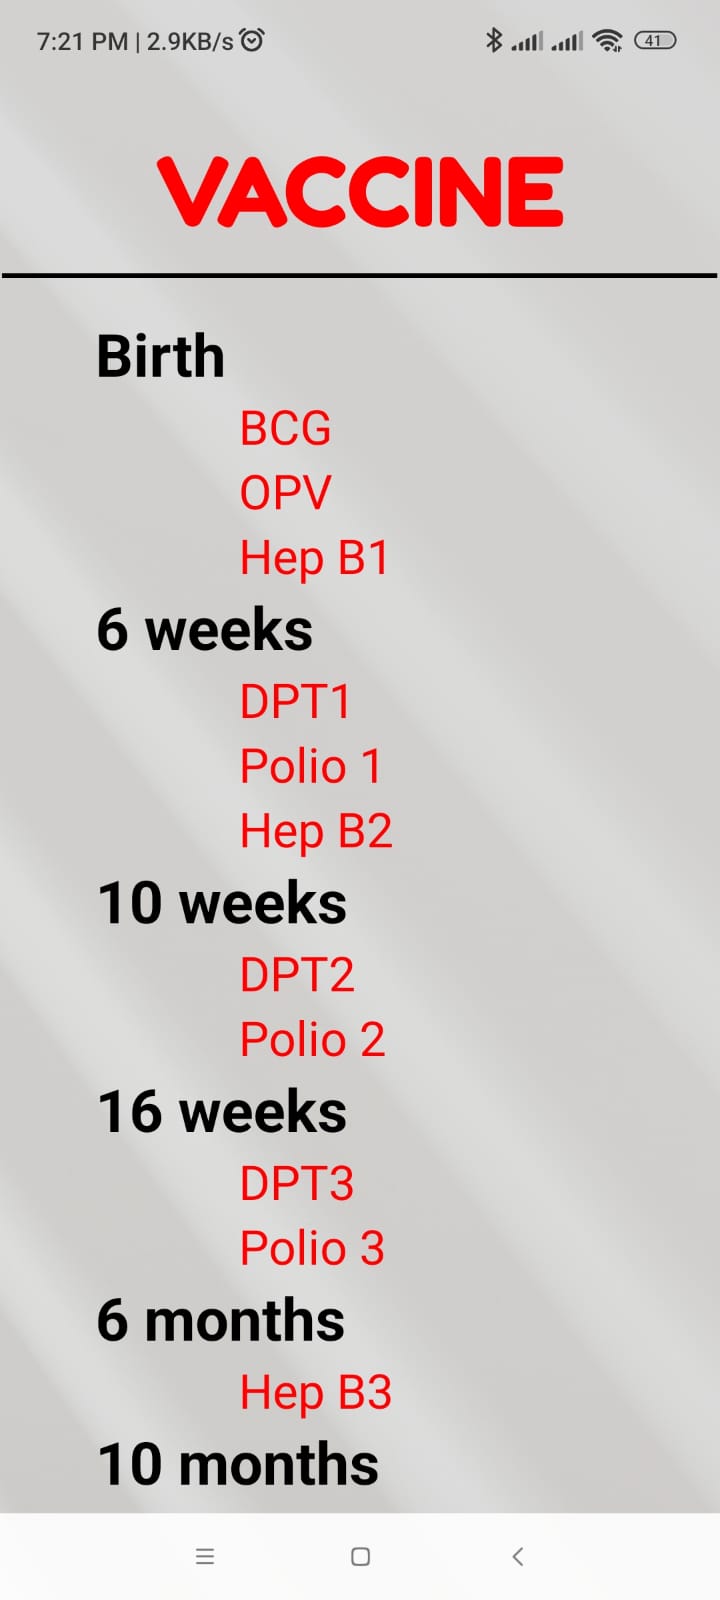 7:21 PM | 2.9KB/s
41
VACCINE
Birth
BCG
OPV
Hep B1
6 weeks
DPT1
Polio 1
Hep B2
10 weeks
DPT2
Polio 2
16 weeks
DPT3
Polio 3
6 months
Hep B3
10 months